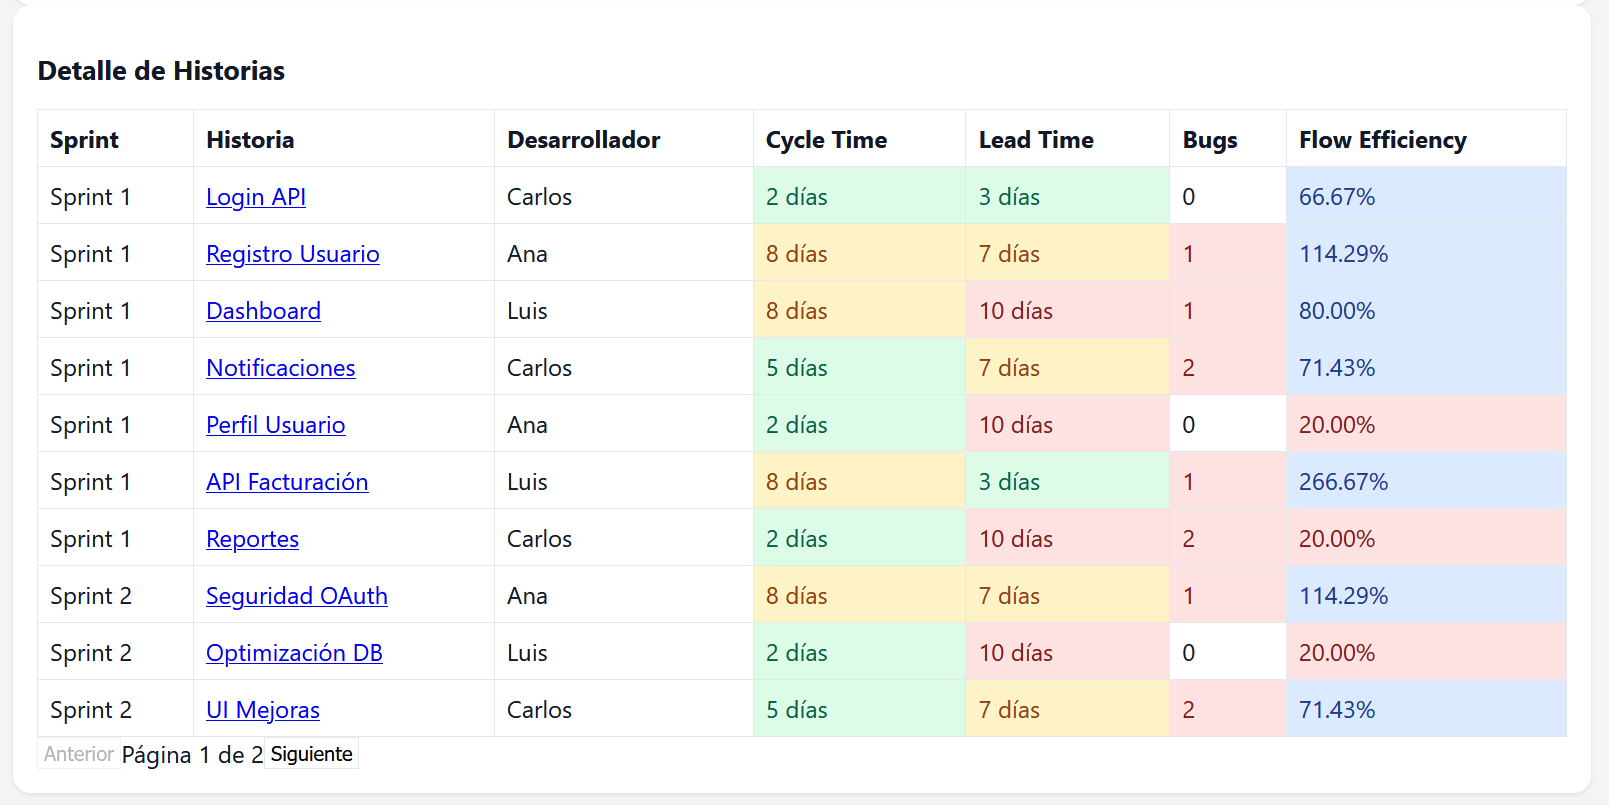 Detalle de Historias
Sprint Historia Desarrollador Cycle Time Lead Time Bugs Flow Efficiency
Sprint 1 Login API Carlos 2 días 3 días 0 66.67%
Sprint 1 Registro Usuario Ana 8 días 7 días 1 114.29%
Sprint 1 Dashboard Luis 8 días 10 días 1 80.00%
Sprint 1 Notificaciones Carlos 5 días 7 días 2 71.43%
Sprint 1 Perfil Usuario Ana 2 días 10 días 0 20.00%
Sprint 1 API Facturación Luis 8 días 3 días 1 266.67%
Sprint 1 Reportes Carlos 2 días 10 días 2 20.00%
Sprint 2 Seguridad OAuth Ana 8 días 7 días 1 114.29%
Sprint 2 Optimización DB Luis 2 días 10 días 0 20.00%
Sprint 2 UI Mejoras Carlos 5 días 7 días 2 71.43%
Anterior Página 1 de 2 Siguiente